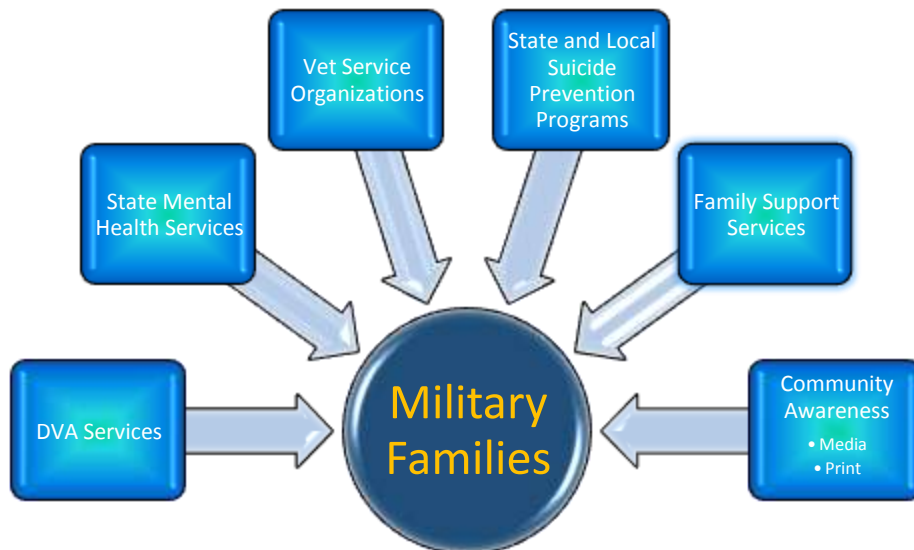 State and Local
Suicide
Prevention
Programs
Vet Service
Organizations
State Mental
Health Services
Family Support
Services
DVA Services
Military
Families
Community
Awareness
• Media
• Print